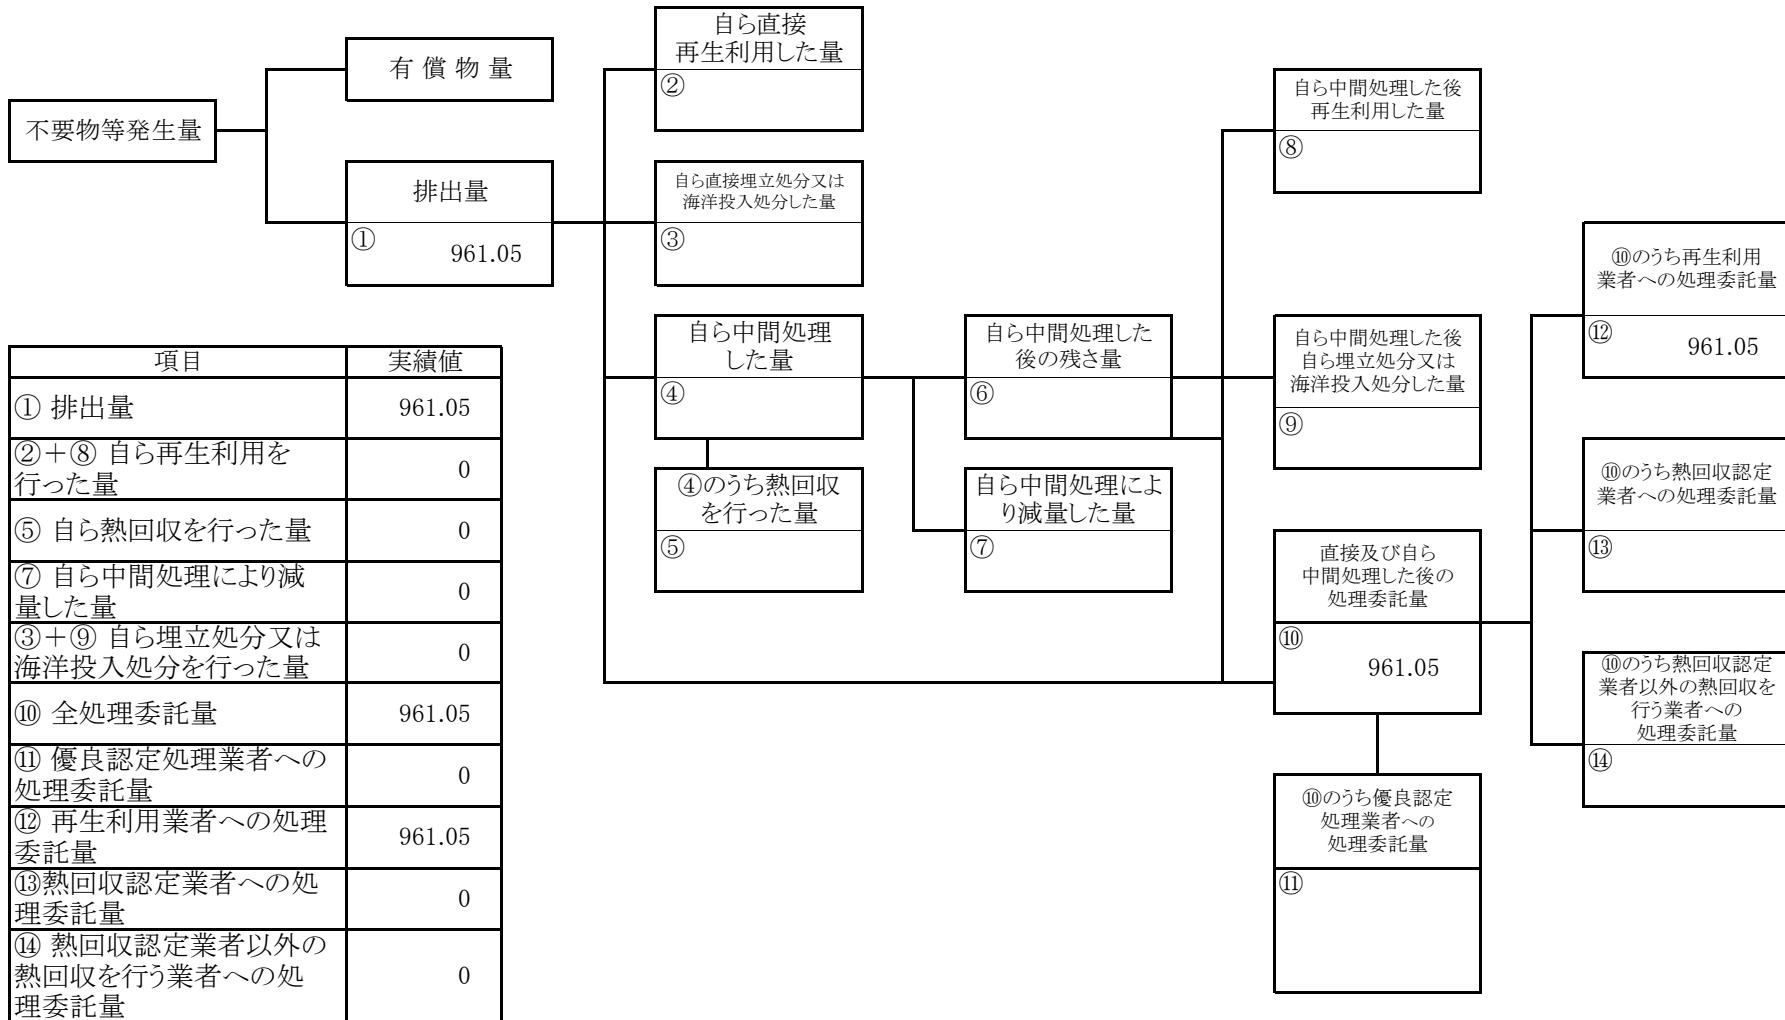 不要物等発生量
有 償 物 量
排出量
①
961.05
自ら直接
再生利用した量
②
自ら直接埋立処分又は
海洋投入処分した量
③
自ら中間処理
した量
④
④のうち熱回収
を行った量
⑤
自ら中間処理した
後の残さ量
⑥
自ら中間処理によ
り減量した量
⑦
自ら中間処理した後
再生利用した量
⑧
自ら中間処理した後
自ら埋立処分又は
海洋投入処分した量
⑨
直接及び自ら
中間処理した後の
処理委託量
⑩
961.05
⑩のうち優良認定
処理業者への
処理委託量
⑪
⑩のうち再生利用
業者への処理委託量
⑫
961.05
⑩のうち熱回収認定
業者への処理委託量
⑬
⑩のうち熱回収認定
業者以外の熱回収を
行う業者への
処理委託量
⑭
項目 実績値
① 排出量 961.05
②＋⑧ 自ら再生利用を
行った量 0
⑤ 自ら熱回収を行った量 0
⑦ 自ら中間処理により減
量した量 0
③＋⑨ 自ら埋立処分又は
海洋投入処分を行った量 0
⑩ 全処理委託量 961.05
⑪ 優良認定処理業者への
処理委託量 0
⑫ 再生利用業者への処理
委託量 961.05
⑬熱回収認定業者への処
理委託量 0
⑭ 熱回収認定業者以外の
熱回収を行う業者への処
理委託量 0